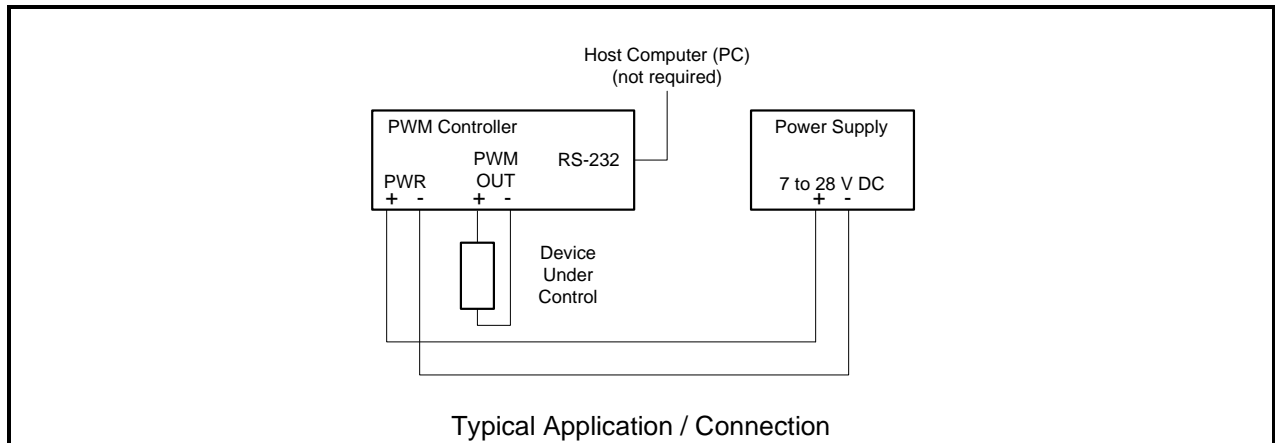 Host Computer (PC)
(not required)
PWM Controller
PWM
OUT
RS-232
PWR
+ -
+ -
Power Supply
7 to 28 V DC
+ -
Device
Under
Control
Typical Application / Connection